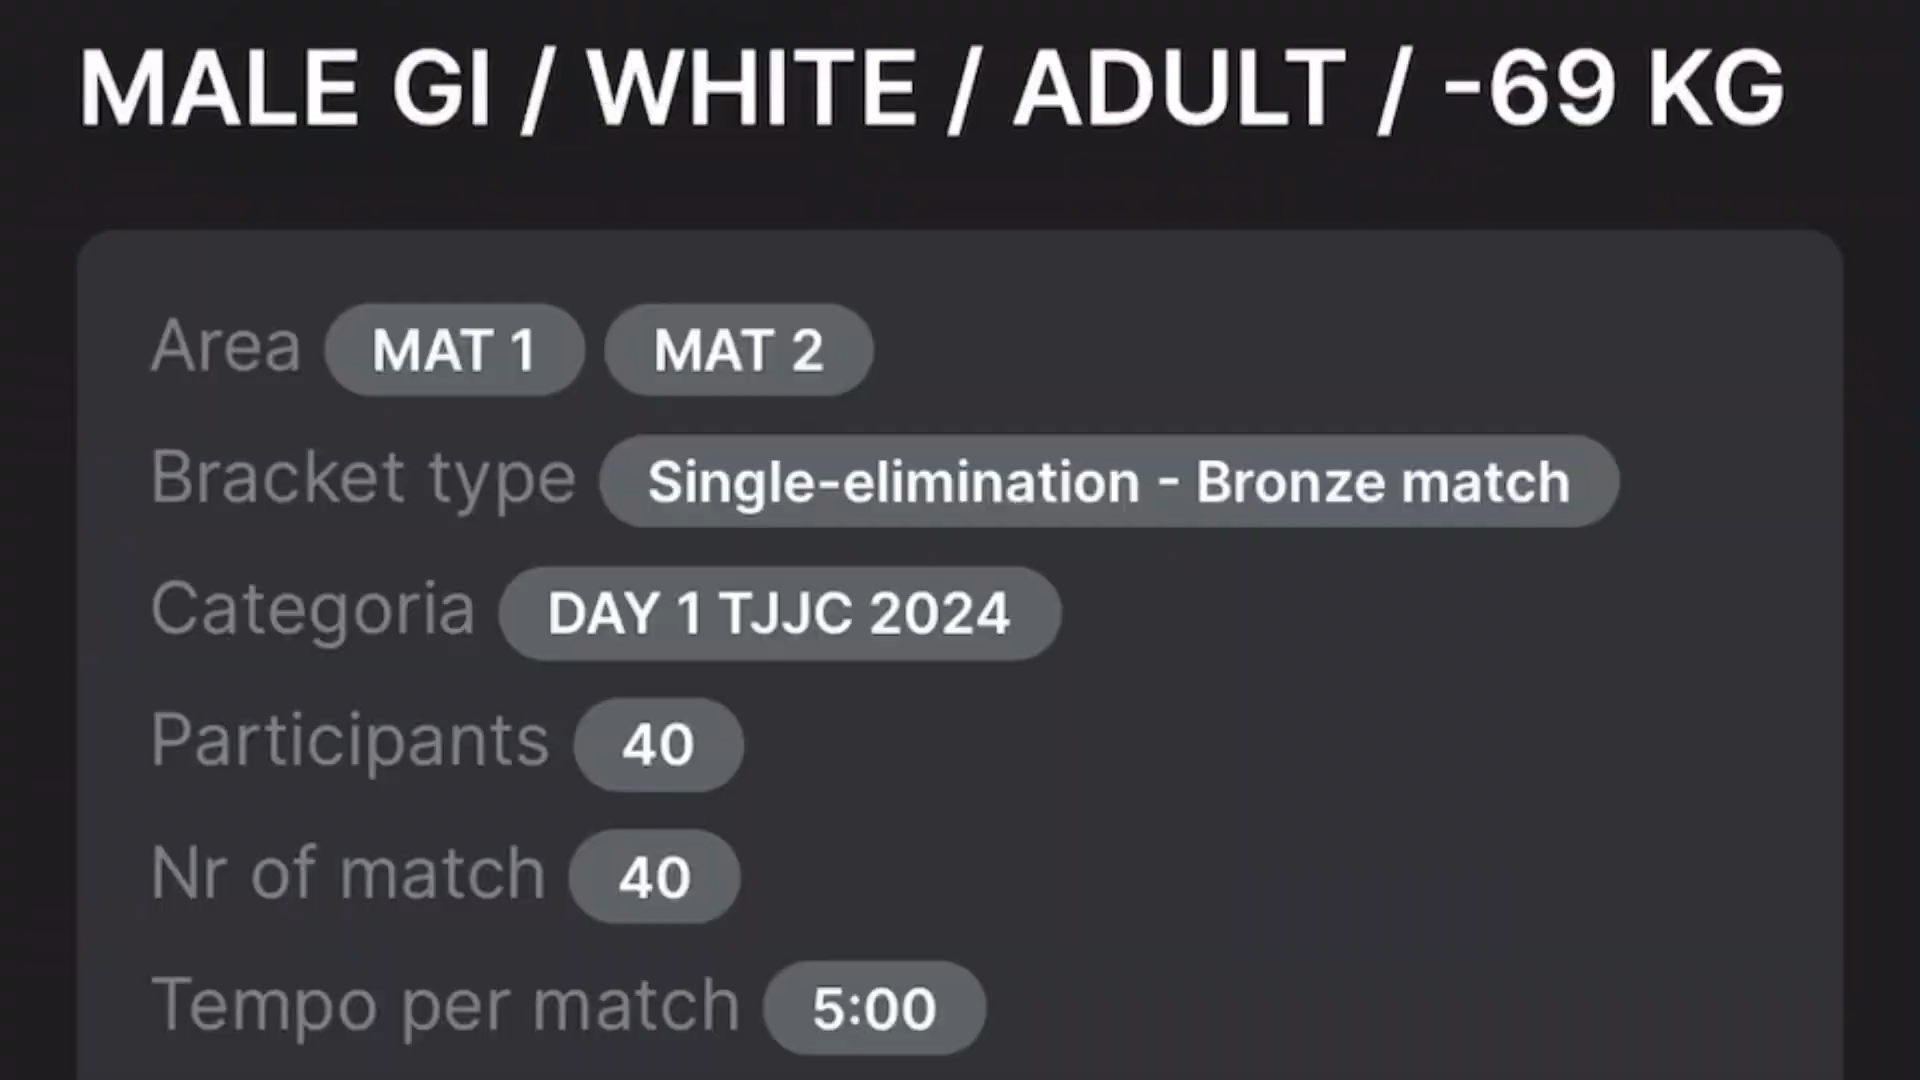 MALE GI / WHITE / ADULT / -69 KG
Area MAT 1 MAT 2
Bracket type Single-elimination - Bronze match
Categoria DAY 1 TJJC 2024
Participants 40
Nr of match 40
Tempo per match 5:00